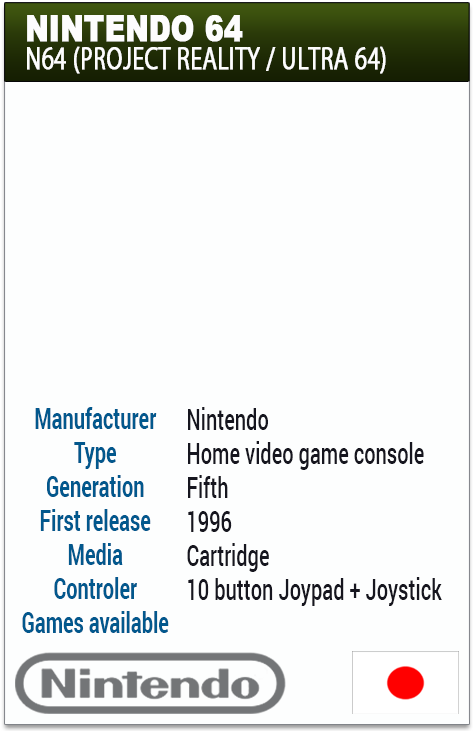 NINTENDO 64
N64 (PROJECT REALITY / ULTRA 64)
Manufacturer Nintendo
Type Home video game console
Generation Fifth
First release 1996
Media Cartridge
Controler 10 button Joypad + Joystick
Games available
Nintendo